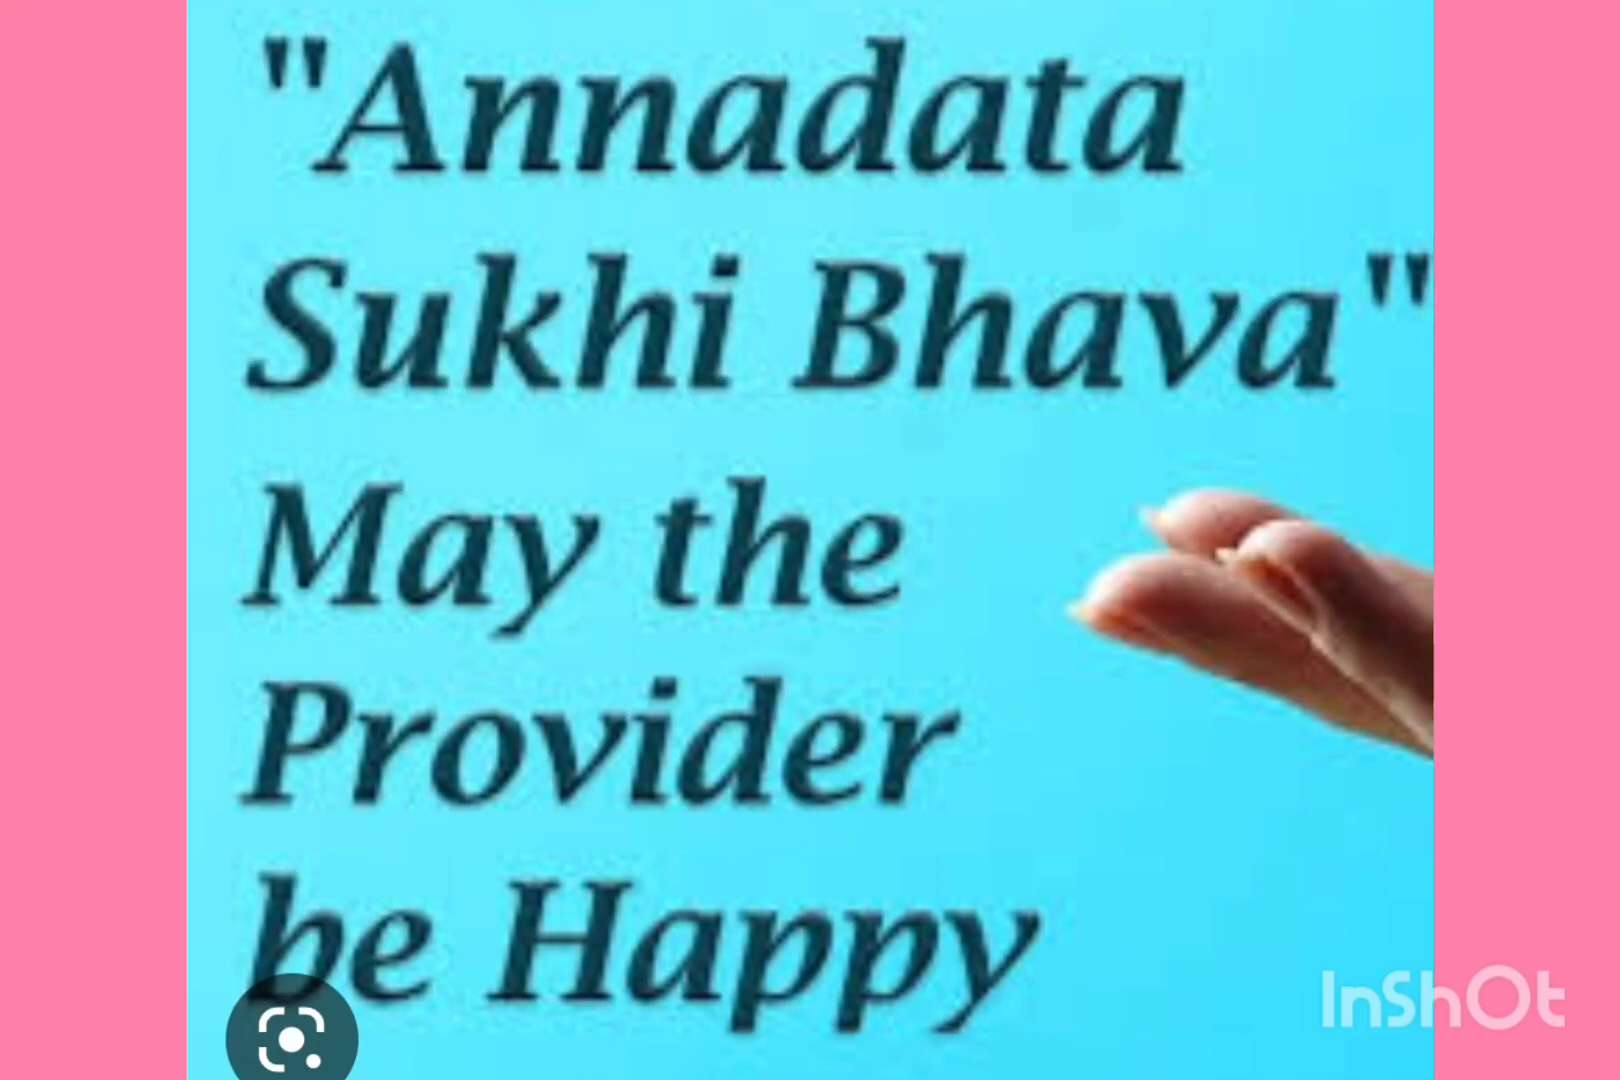 "Annadata
Sukhi Bhava"
May the
Provider
be Happy
InShOt